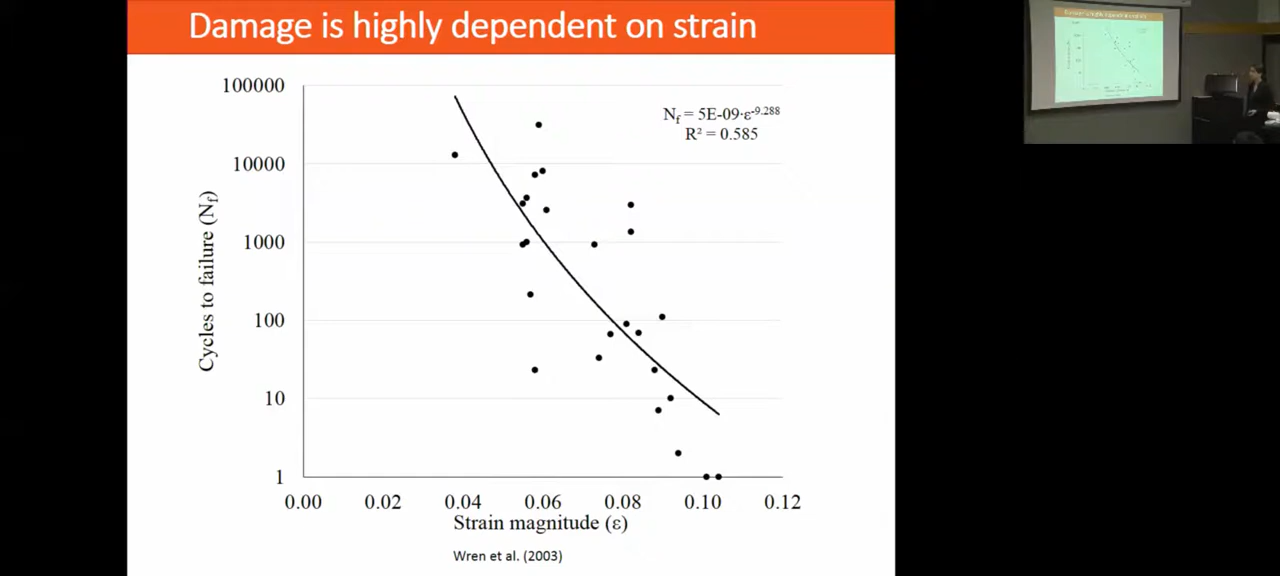 Damage is highly dependent on strain
100000
10000
1000
100
10
1
Cycles to failure (Nf)
Nf = 5E-09·ε-9.288
R² = 0.585
0.00 0.02 0.04 0.06 0.08 0.10 0.12
Strain magnitude (ε)
Wren et al. (2003)